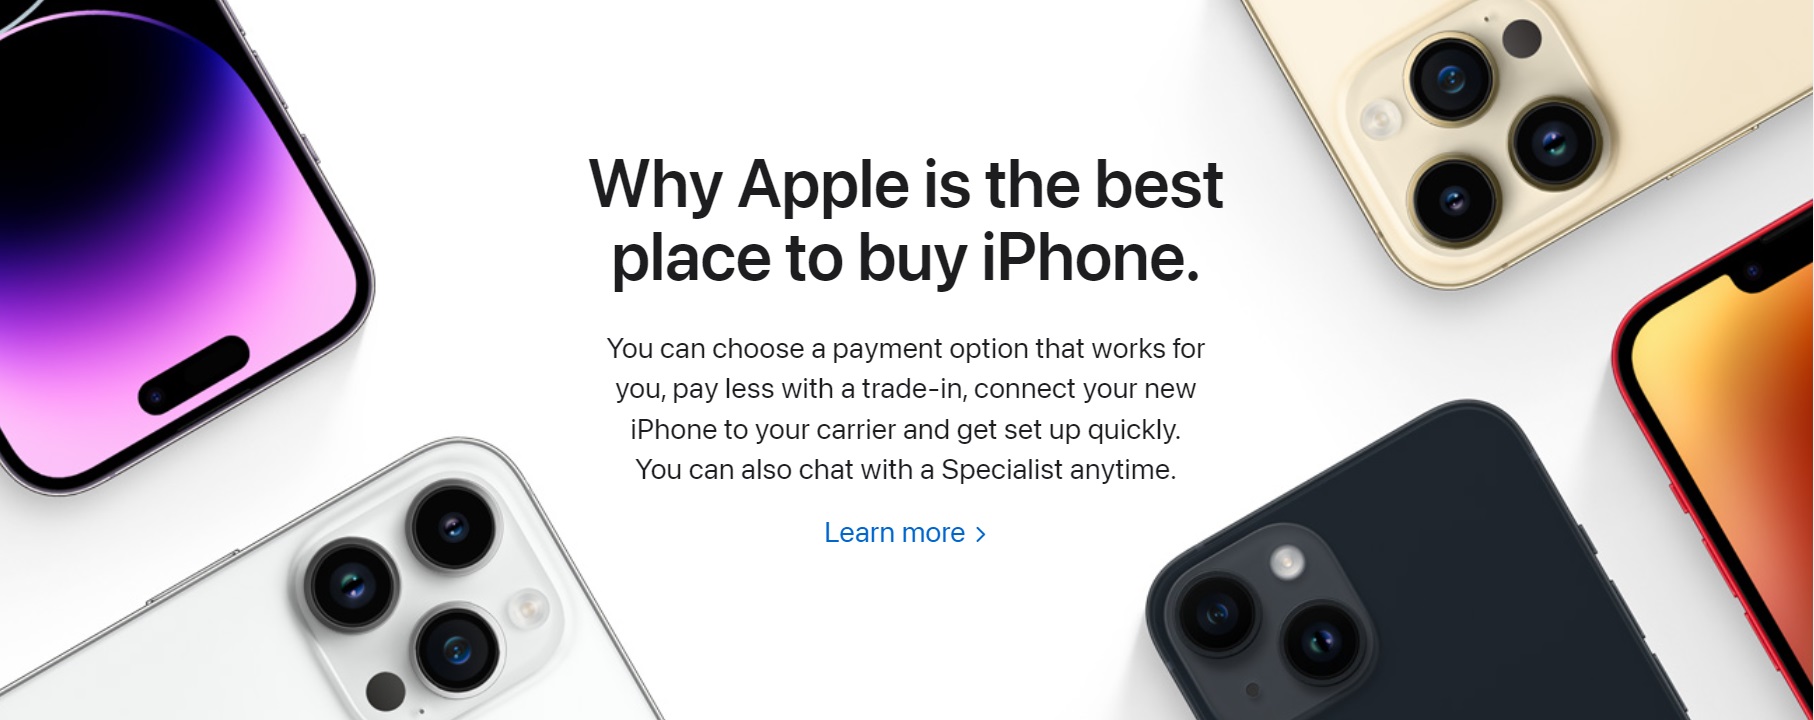 Why Apple is the best
place to buy iPhone.
You can choose a payment option that works for
you, pay less with a trade-in, connect your new
iPhone to your carrier and get set up quickly.
You can also chat with a Specialist anytime.
Learn more >